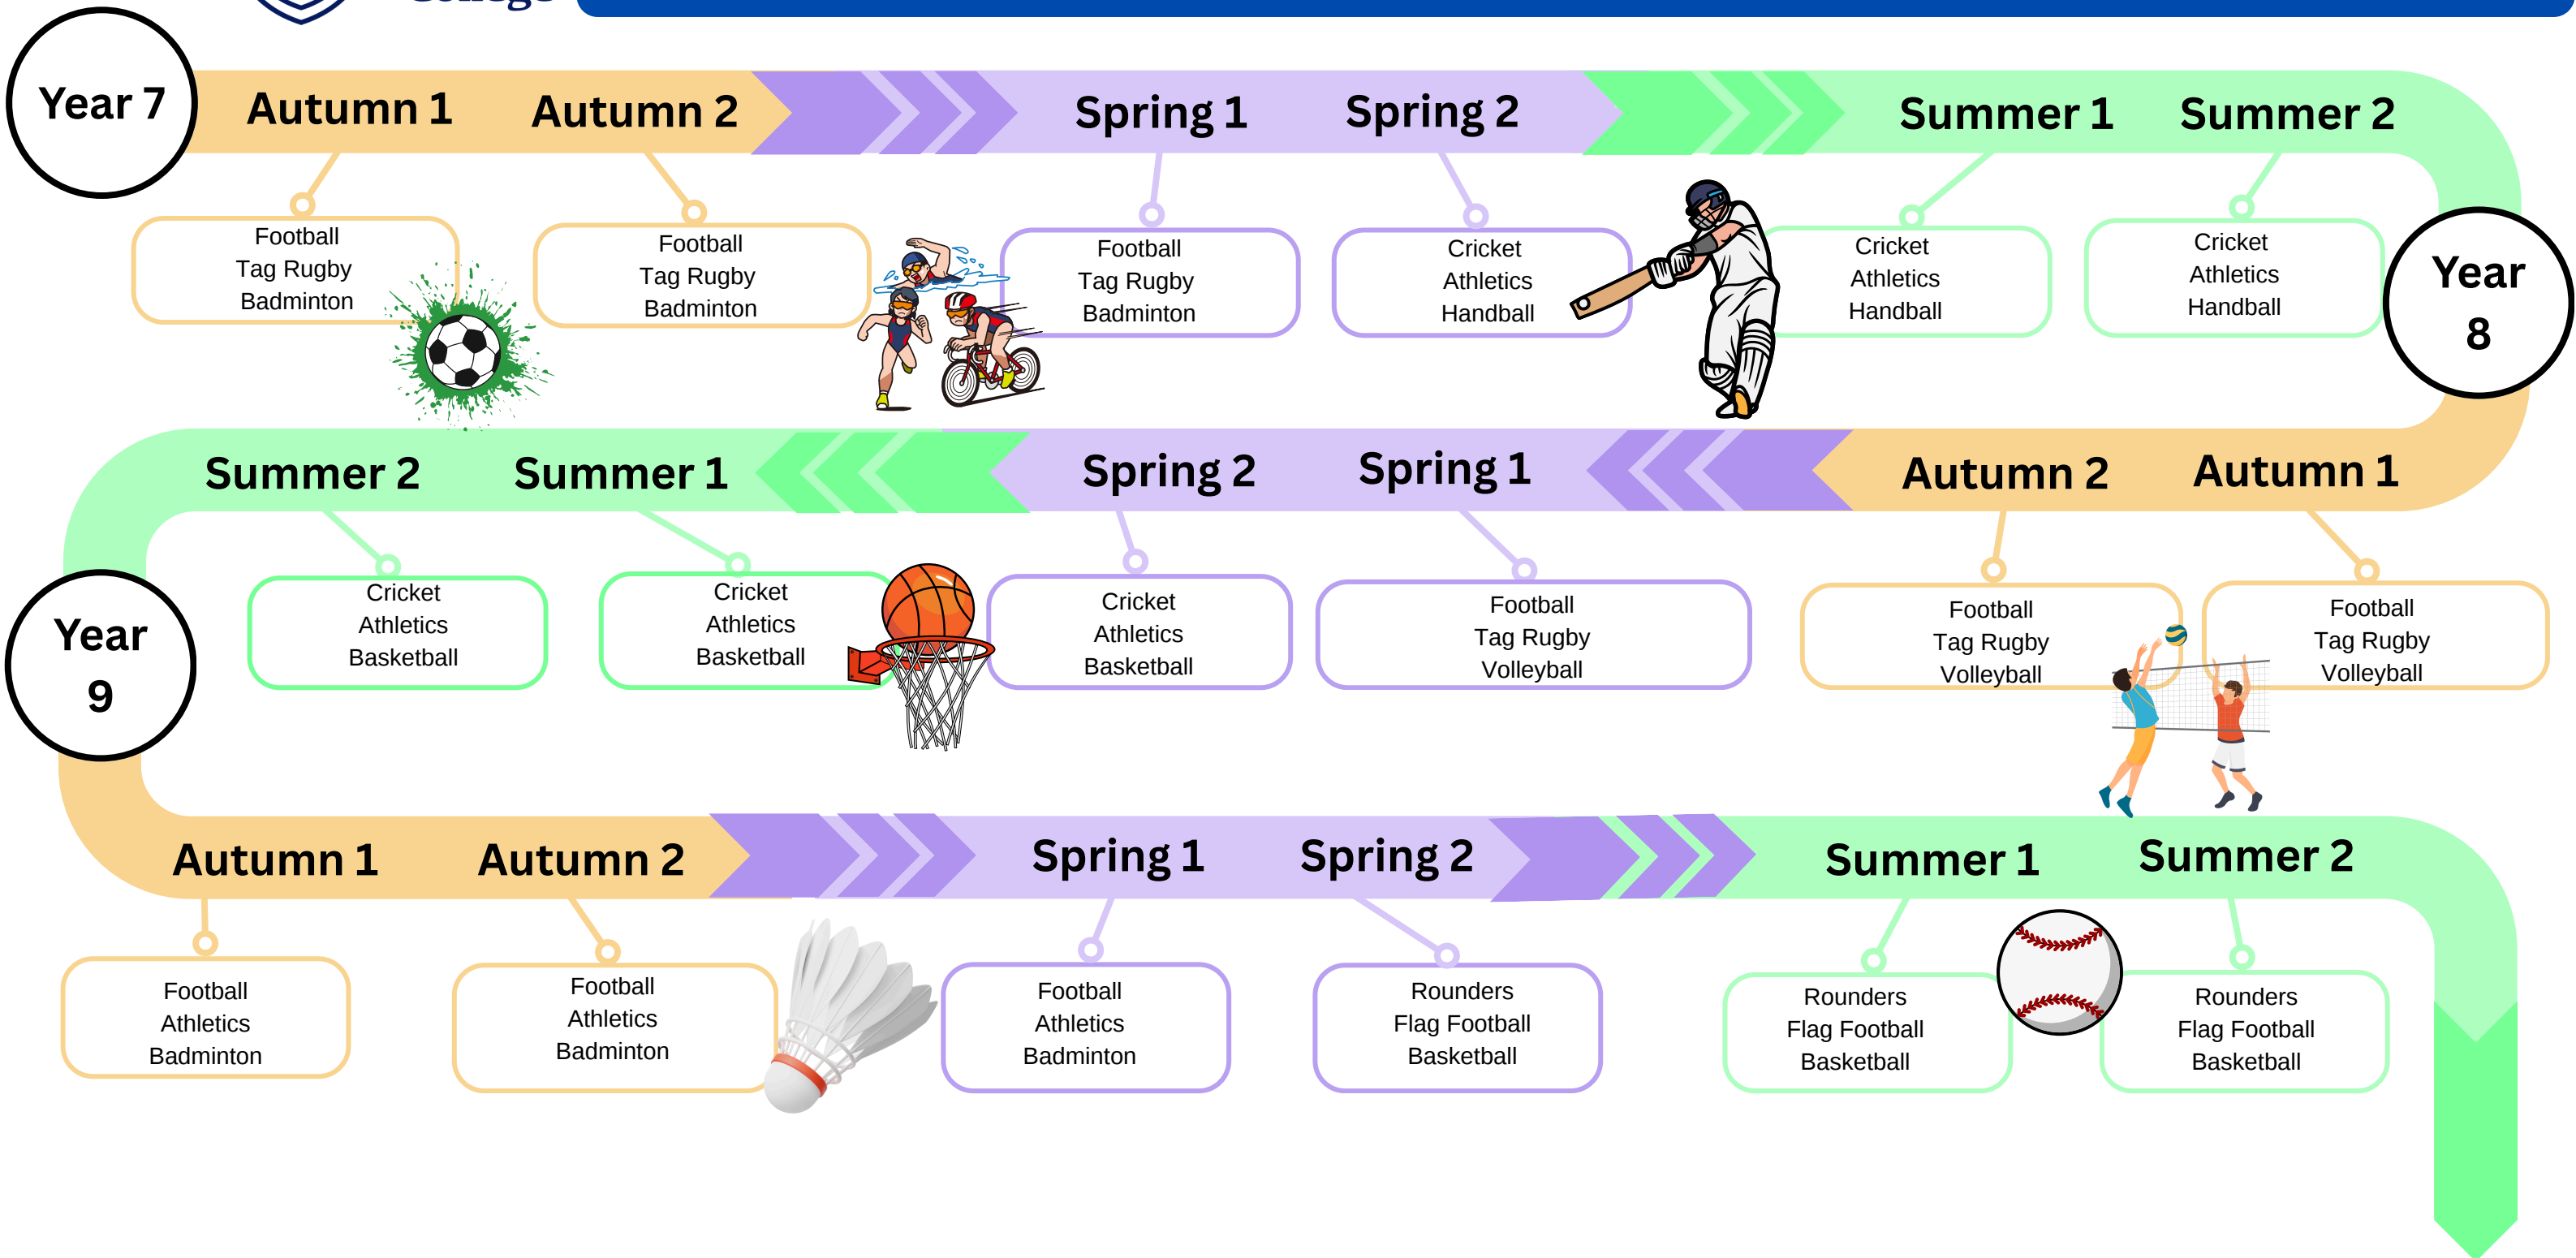 College
Year 7
Autumn 1
Autumn 2
Spring 1
Spring 2
Summer 1
Summer 2
Football
Tag Rugby
Badminton
Football
Tag Rugby
Badminton
Football
Tag Rugby
Badminton
Cricket
Athletics
Handball
Cricket
Athletics
Handball
Cricket
Athletics
Handball
Year
8
Autumn 1
Autumn 2
Spring 1
Spring 2
Summer 1
Summer 2
Football
Tag Rugby
Volleyball
Football
Tag Rugby
Volleyball
Football
Tag Rugby
Volleyball
Cricket
Athletics
Basketball
Cricket
Athletics
Basketball
Cricket
Athletics
Basketball
Year
9
Autumn 1
Autumn 2
Spring 1
Spring 2
Summer 1
Summer 2
Football
Athletics
Badminton
Football
Athletics
Badminton
Football
Athletics
Badminton
Rounders
Flag Football
Basketball
Rounders
Flag Football
Basketball
Rounders
Flag Football
Basketball